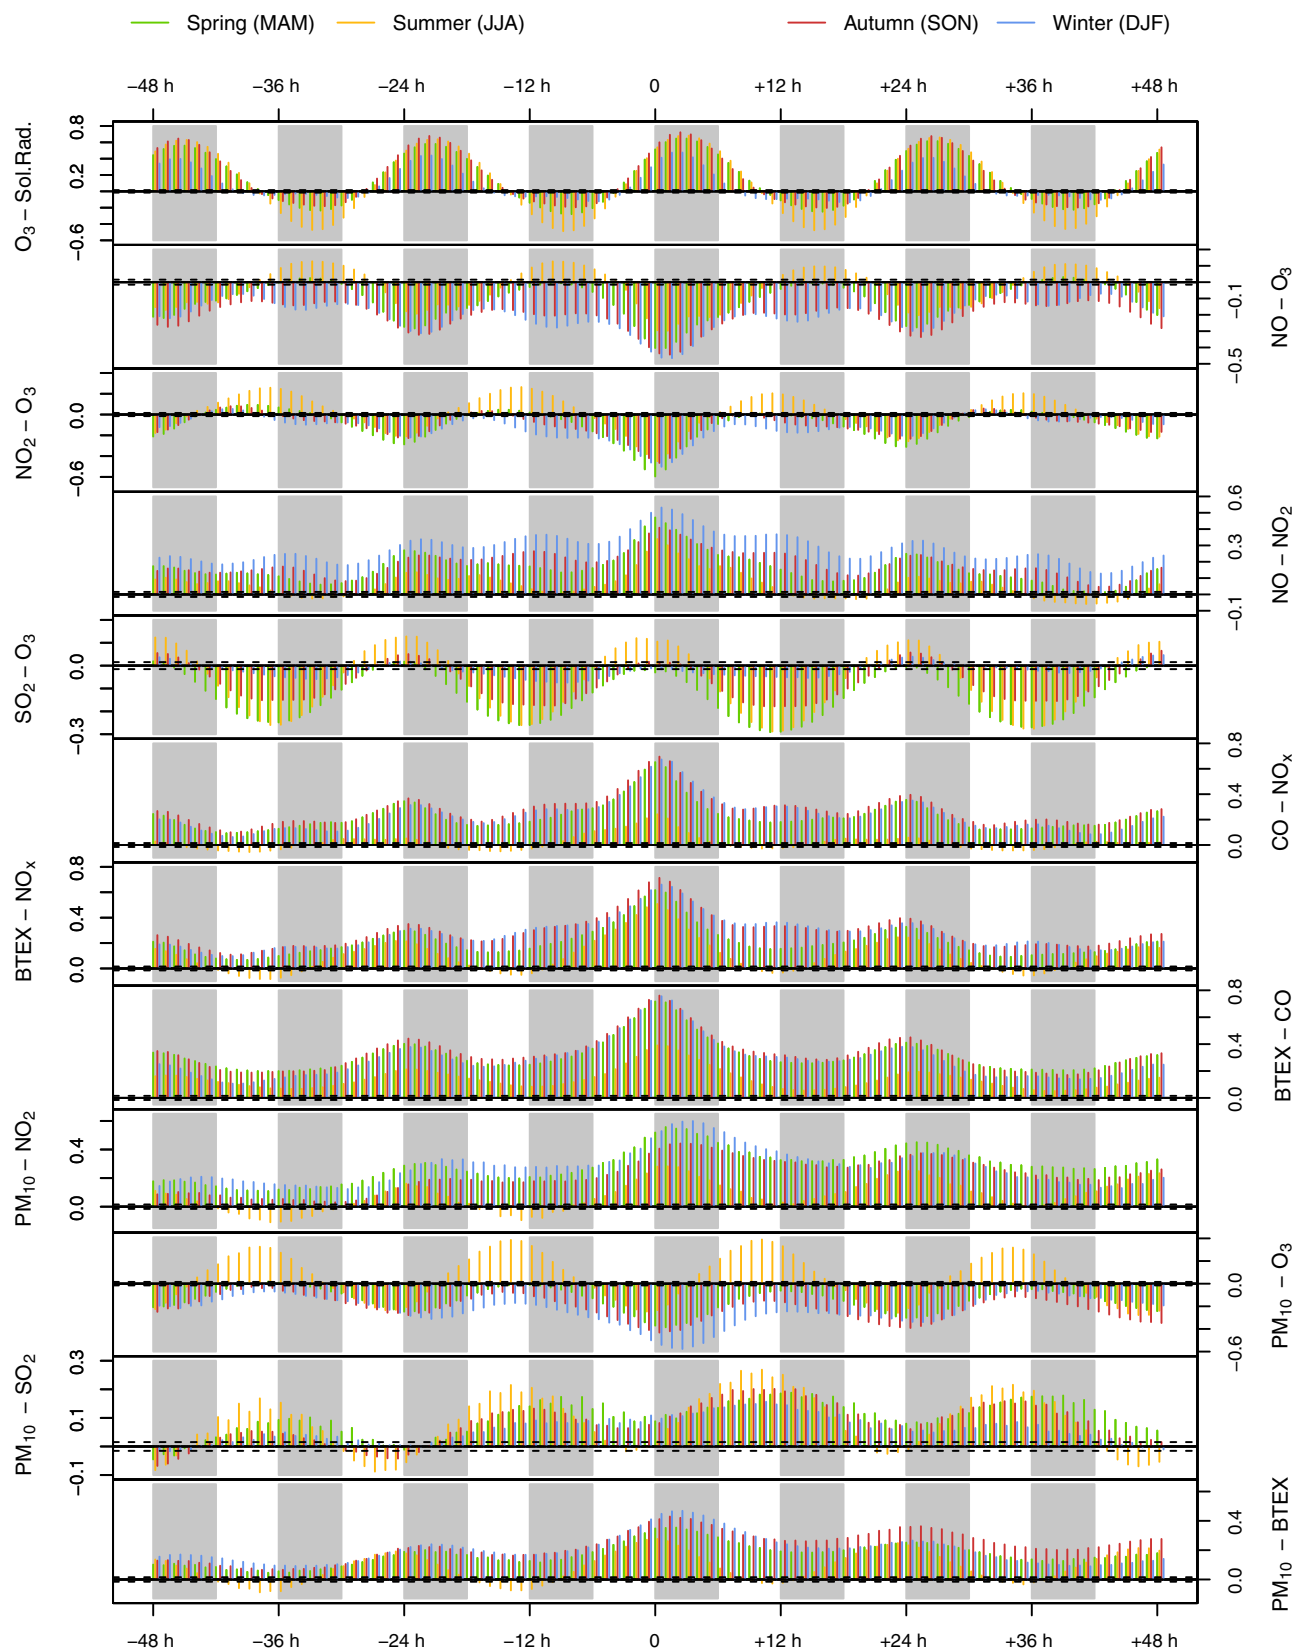 Spring (MAM) Summer (JJA) Autumn (SON) Winter (DJF)
−48 h −36 h −24 h −12 h 0 +12 h +24 h +36 h +48 h
O₃ − Sol.Rad.
0.8
0.2
−0.6
NO − O₃
−0.1
−0.5
NO₂ − O₃
0.0
−0.6
NO − NO₂
0.6
0.3
−0.1
SO₂ − O₃
0.0
−0.3
CO − NOₓ
0.8
0.4
0.0
BTEX − NOₓ
0.8
0.4
0.0
BTEX − CO
0.8
0.4
0.0
PM₁₀ − NO₂
0.4
0.0
PM₁₀ − O₃
0.0
−0.6
PM₁₀ − SO₂
0.3
0.1
−0.1
PM₁₀ − BTEX
0.4
0.0
−48 h −36 h −24 h −12 h 0 +12 h +24 h +36 h +48 h